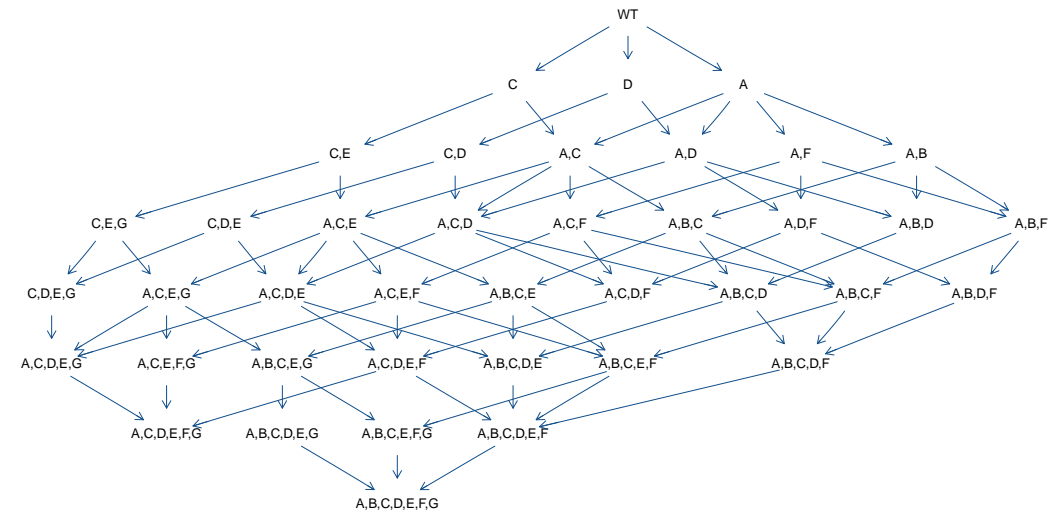 WT
C D A
C,E C,D A,C A,D A,F A,B
C,E,G C,D,E A,C,E A,C,D A,C,F A,B,C A,D,F A,B,D A,B,F
C,D,E,G A,C,E,G A,C,D,E A,C,E,F A,B,C,E A,C,D,F A,B,C,D A,B,C,F A,B,D,F
A,C,D,E,G A,C,E,F,G A,B,C,E,G A,C,D,E,F A,B,C,D,E A,B,C,E,F A,B,C,D,F
A,C,D,E,F,G A,B,C,D,E,G A,B,C,E,F,G A,B,C,D,E,F
A,B,C,D,E,F,G